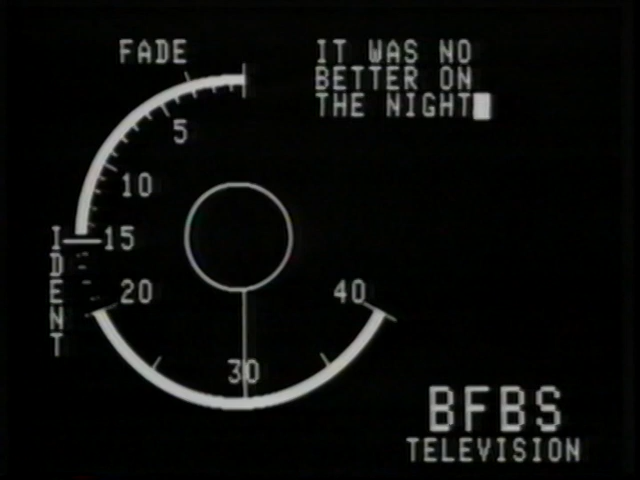 FADE
IT WAS NO
BETTER ON
THE NIGHT
5
10
15
IDENT
20
40
30
BFBS
TELEVISION